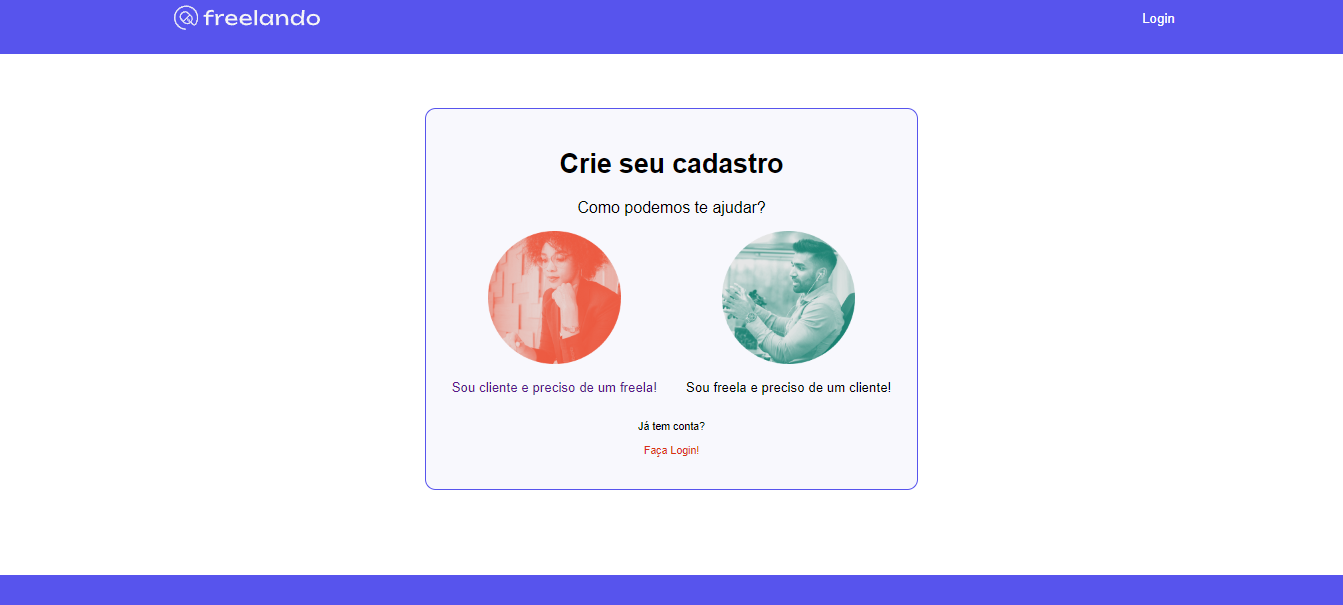 freelando
Login
Crie seu cadastro
Como podemos te ajudar?
Sou cliente e preciso de um freela!
Sou freela e preciso de um cliente!
Já tem conta?
Faça Login!